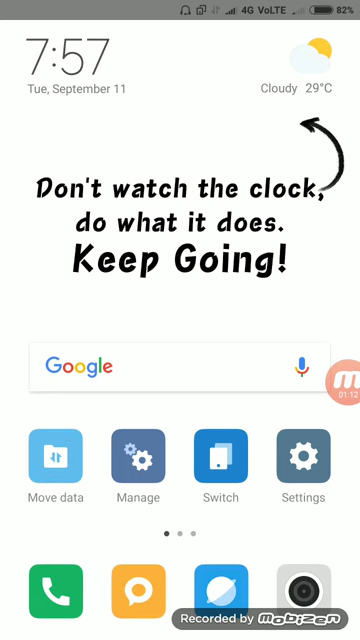 4G VoLTE 82%
7:57
Tue, September 11
Cloudy 29°C
Don't watch the clock,
do what it does.
Keep Going!
Google
01:12
Move data Manage Switch Settings
Recorded by mobizen